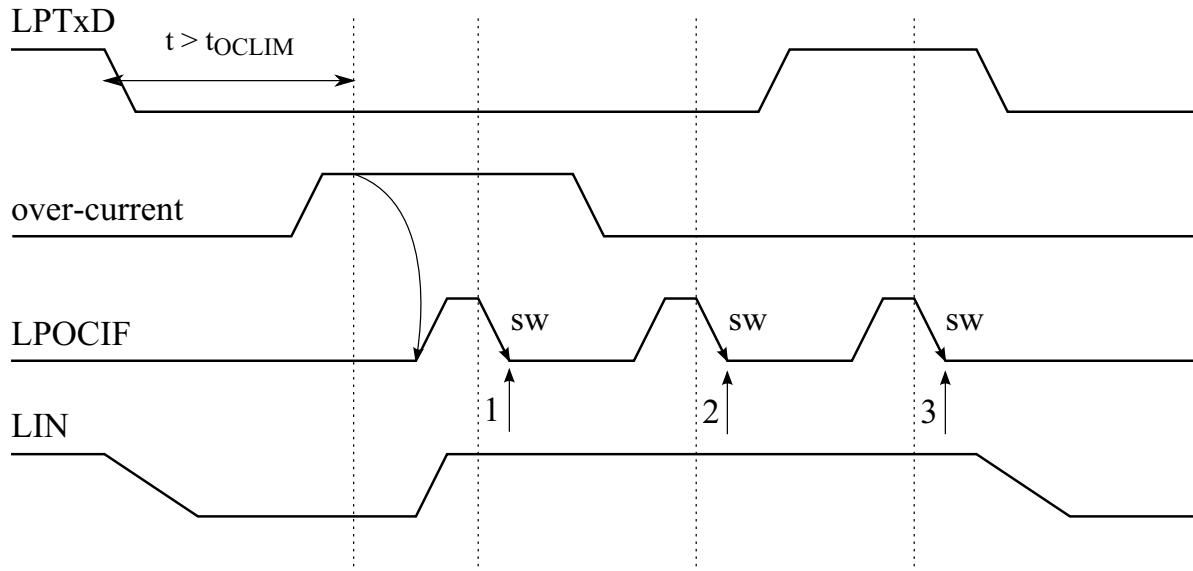 LPTxD
t > tOCLIM
over-current
LPOCIF
sw
sw
sw
1
2
3
LIN